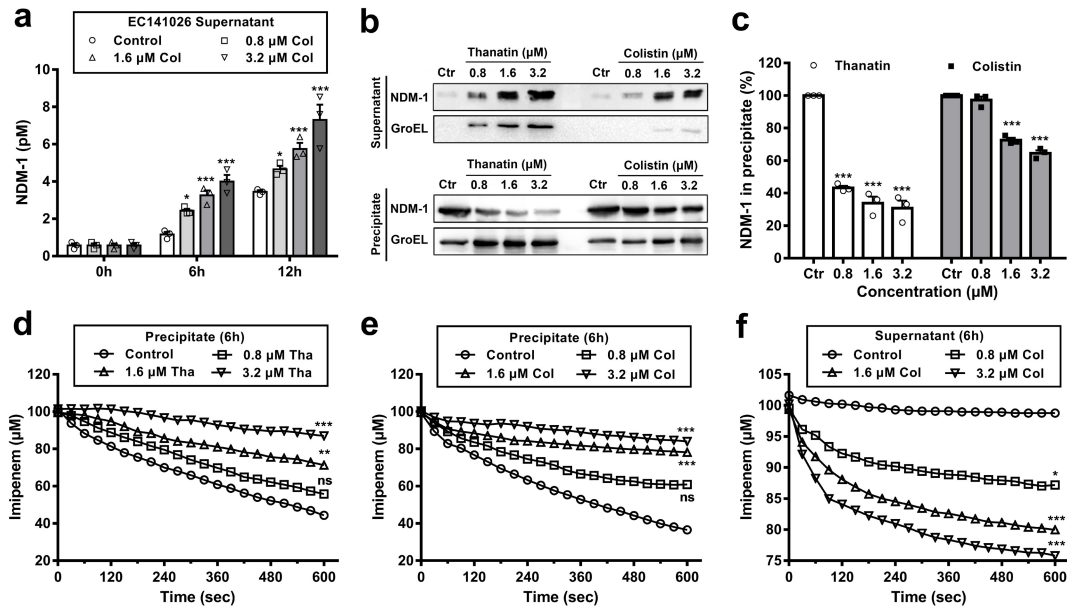 a
EC141026 Supernatant
Control 0.8 µM Col
1.6 µM Col 3.2 µM Col
NDM-1 (pM)
10
8
6
4
2
0
* *** ***
* *** ***
0h 6h 12h
b
Thanatin (µM) Colistin (µM)
Ctr 0.8 1.6 3.2 Ctr 0.8 1.6 3.2
Supernatant
NDM-1
GroEL
Thanatin (µM) Colistin (µM)
Ctr 0.8 1.6 3.2 Ctr 0.8 1.6 3.2
Precipitate
NDM-1
GroEL
c
Thanatin Colistin
NDM-1 in precipitate (%)
120
100
80
60
40
20
0
*** *** *** *** ***
Ctr 0.8 1.6 3.2 Ctr 0.8 1.6 3.2
Concentration (µM)
d
Precipitate (6h)
Control 0.8 µM Tha
1.6 µM Tha 3.2 µM Tha
Imipenem (µM)
120
100
80
60
40
20
***
**
ns
0 120 240 360 480 600
Time (sec)
e
Precipitate (6h)
Control 0.8 µM Col
1.6 µM Col 3.2 µM Col
Imipenem (µM)
120
100
80
60
40
20
***
***
ns
0 120 240 360 480 600
Time (sec)
f
Supernatant (6h)
Control 0.8 µM Col
1.6 µM Col 3.2 µM Col
Imipenem (µM)
105
100
95
90
85
80
75
*
***
***
0 120 240 360 480 600
Time (sec)